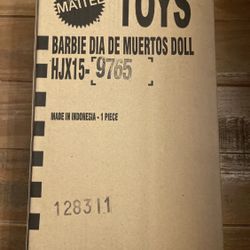 MATTEL
TOYS
BARBIE DIA DE MUERTOS DOLL
HJX15-9765
MADE IN INDONESIA - 1 PIECE
128311